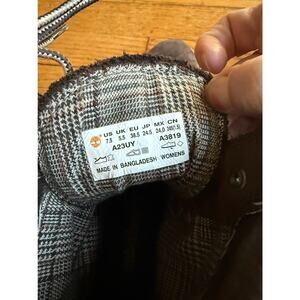 US UK EU JP MX CN
7.5 5.5 38.5 24.5 24.0 240(1.5)
A23UY A3819
MADE IN BANGLADESH WOMENS